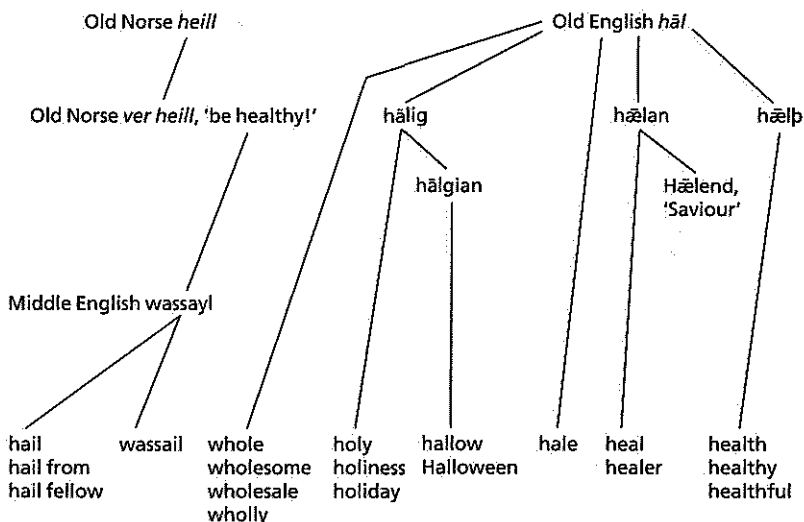 Old Norse heill
Old English hāl
Old Norse ver heill, 'be healthy!'
hālig
hǣlan
hǣlþ
hālgian
Hǣlend,
'Saviour'
Middle English wassayl
hail
hail from
hail fellow
wassail
whole
wholesome
wholesale
wholly
holy
holiness
holiday
hallow
Halloween
hale
heal
healer
health
healthy
healthful